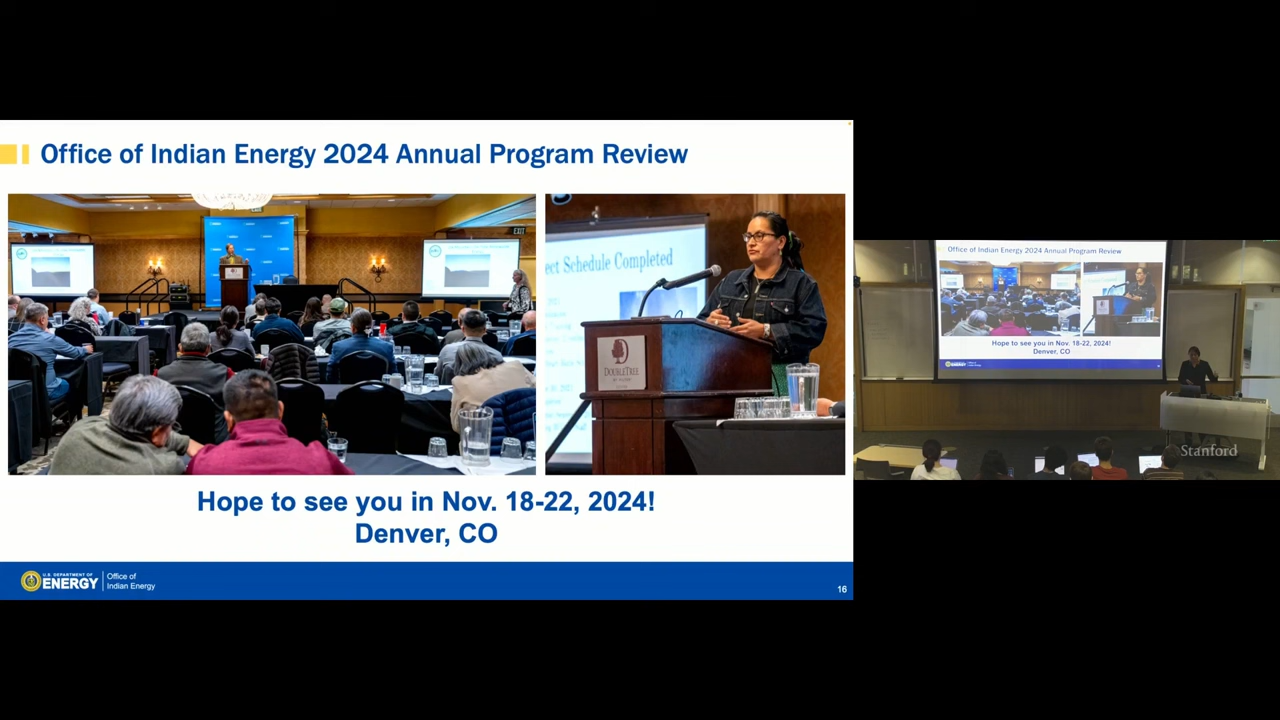 Office of Indian Energy 2024 Annual Program Review
EXIT
ect Schedule Completed
DOUBLETREE
Hope to see you in Nov. 18-22, 2024!
Denver, CO
U.S. DEPARTMENT OF
ENERGY
Office of
Indian Energy
16
Office of Indian Energy 2024 Annual Program Review
Hope to see you in Nov. 18-22, 2024!
Denver, CO
ENERGY
Stanford